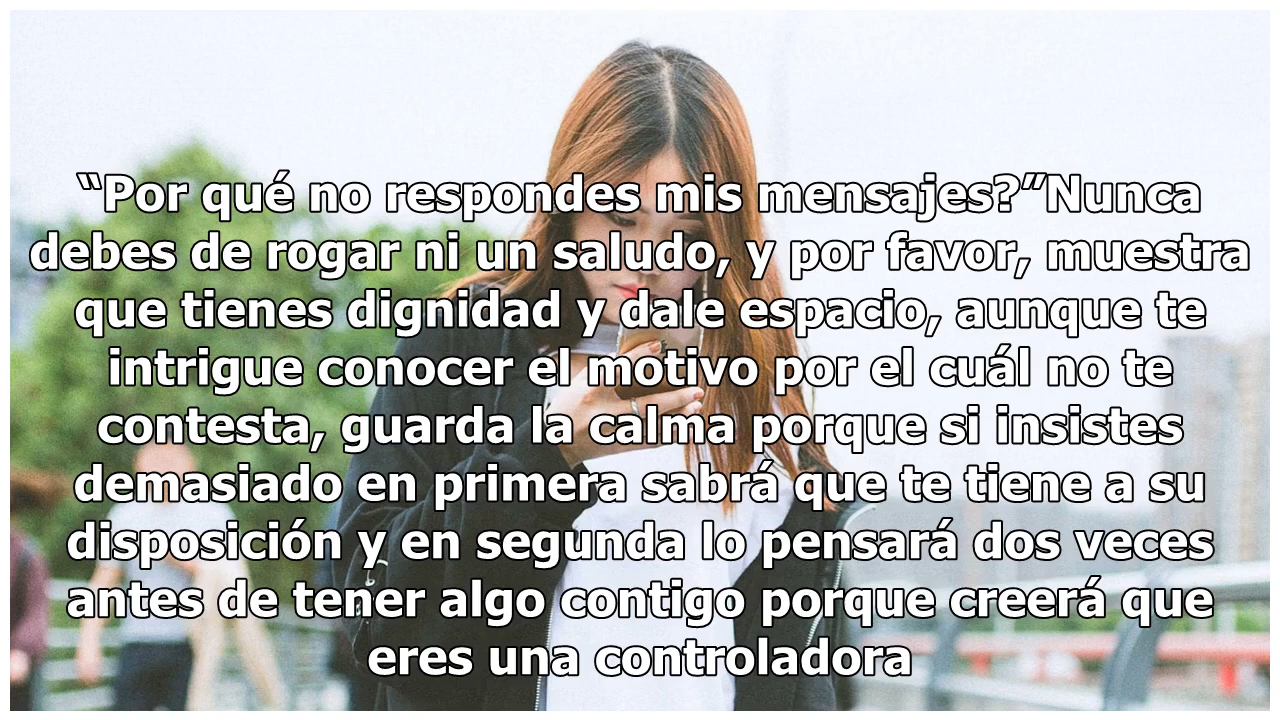 “Por qué no respondes mis mensajes?”Nunca
debes de rogar ni un saludo, y por favor, muestra
que tienes dignidad y dale espacio, aunque te
intrigue conocer el motivo por el cuál no te
contesta, guarda la calma porque si insistes
demasiado en primera sabrá que te tiene a su
disposición y en segunda lo pensará dos veces
antes de tener algo contigo porque creerá que
eres una controladora